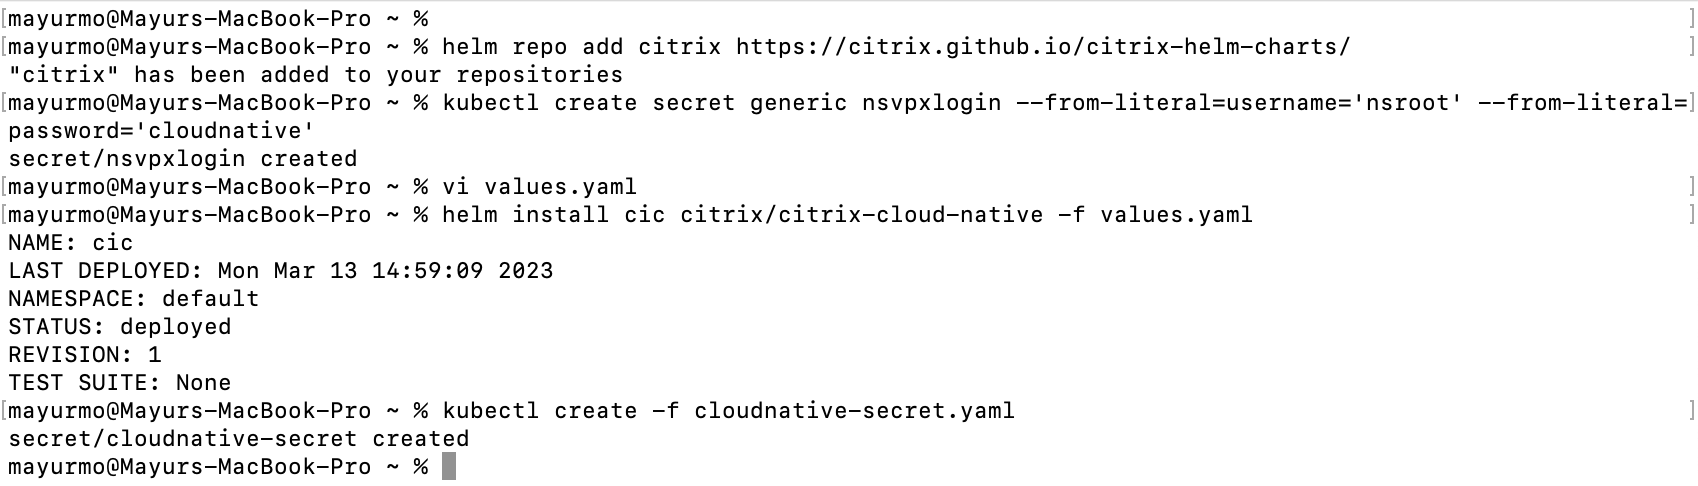 [mayurmo@Mayurs-MacBook-Pro ~ % ]
[mayurmo@Mayurs-MacBook-Pro ~ % helm repo add citrix https://citrix.github.io/citrix-helm-charts/ ]
"citrix" has been added to your repositories
[mayurmo@Mayurs-MacBook-Pro ~ % kubectl create secret generic nsvpxlogin --from-literal=username='nsroot' --from-literal=]
password='cloudnative'
secret/nsvpxlogin created
[mayurmo@Mayurs-MacBook-Pro ~ % vi values.yaml ]
[mayurmo@Mayurs-MacBook-Pro ~ % helm install cic citrix/citrix-cloud-native -f values.yaml ]
NAME: cic
LAST DEPLOYED: Mon Mar 13 14:59:09 2023
NAMESPACE: default
STATUS: deployed
REVISION: 1
TEST SUITE: None
[mayurmo@Mayurs-MacBook-Pro ~ % kubectl create -f cloudnative-secret.yaml ]
secret/cloudnative-secret created
mayurmo@Mayurs-MacBook-Pro ~ %